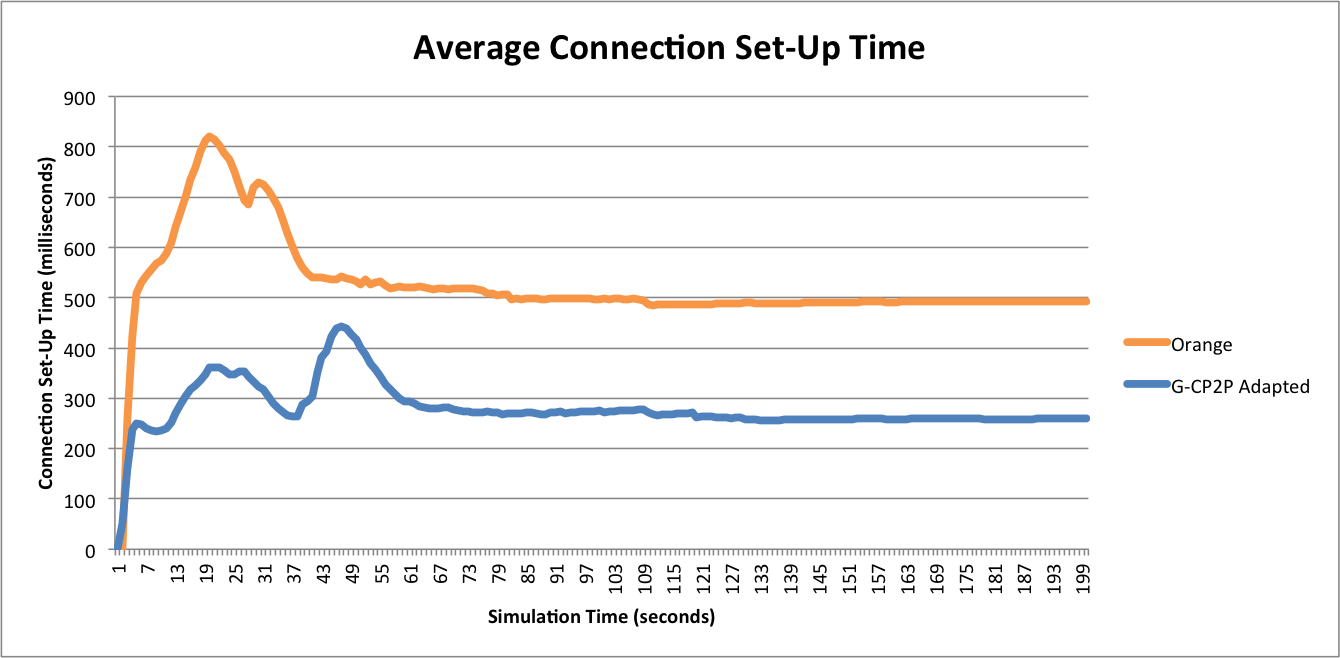 Average Connection Set-Up Time
Connection Set-Up Time (milliseconds)
900
800
700
600
500
400
300
200
100
0
1 7 13 19 25 31 37 43 49 55 61 67 73 79 85 91 97 103 109 115 121 127 133 139 145 151 157 163 169 175 181 187 193 199
Simulation Time (seconds)
Orange
G-CP2P Adapted